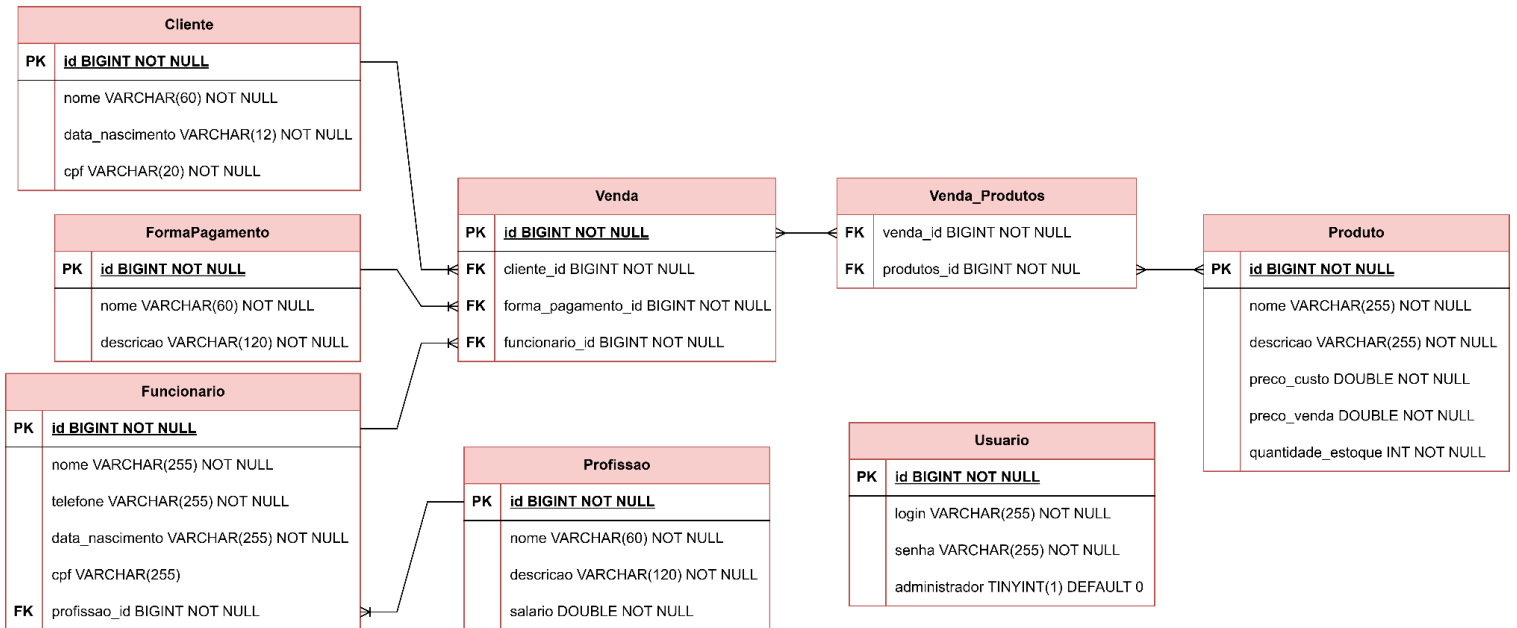 Cliente
PK id BIGINT NOT NULL
nome VARCHAR(60) NOT NULL
data_nascimento VARCHAR(12) NOT NULL
cpf VARCHAR(20) NOT NULL
FormaPagamento
PK id BIGINT NOT NULL
nome VARCHAR(60) NOT NULL
descricao VARCHAR(120) NOT NULL
Funcionario
PK id BIGINT NOT NULL
nome VARCHAR(255) NOT NULL
telefone VARCHAR(255) NOT NULL
data_nascimento VARCHAR(255) NOT NULL
cpf VARCHAR(255)
FK profissao_id BIGINT NOT NULL
Venda
PK id BIGINT NOT NULL
FK cliente_id BIGINT NOT NULL
FK forma_pagamento_id BIGINT NOT NULL
FK funcionario_id BIGINT NOT NULL
Profissao
PK id BIGINT NOT NULL
nome VARCHAR(60) NOT NULL
descricao VARCHAR(120) NOT NULL
salario DOUBLE NOT NULL
Venda_Produtos
FK venda_id BIGINT NOT NULL
FK produtos_id BIGINT NOT NUL
Usuario
PK id BIGINT NOT NULL
login VARCHAR(255) NOT NULL
senha VARCHAR(255) NOT NULL
administrador TINYINT(1) DEFAULT 0
Produto
PK id BIGINT NOT NULL
nome VARCHAR(255) NOT NULL
descricao VARCHAR(255) NOT NULL
preco_custo DOUBLE NOT NULL
preco_venda DOUBLE NOT NULL
quantidade_estoque INT NOT NULL